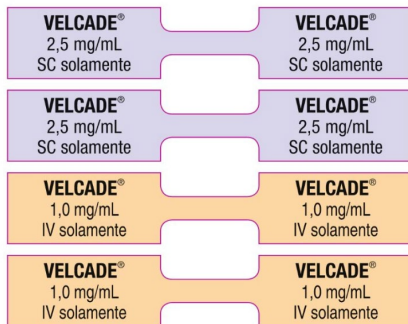 VELCADE® VELCADE®
2,5 mg/mL 2,5 mg/mL
SC solamente SC solamente
VELCADE® VELCADE®
2,5 mg/mL 2,5 mg/mL
SC solamente SC solamente
VELCADE® VELCADE®
1,0 mg/mL 1,0 mg/mL
IV solamente IV solamente
VELCADE® VELCADE®
1,0 mg/mL 1,0 mg/mL
IV solamente IV solamente